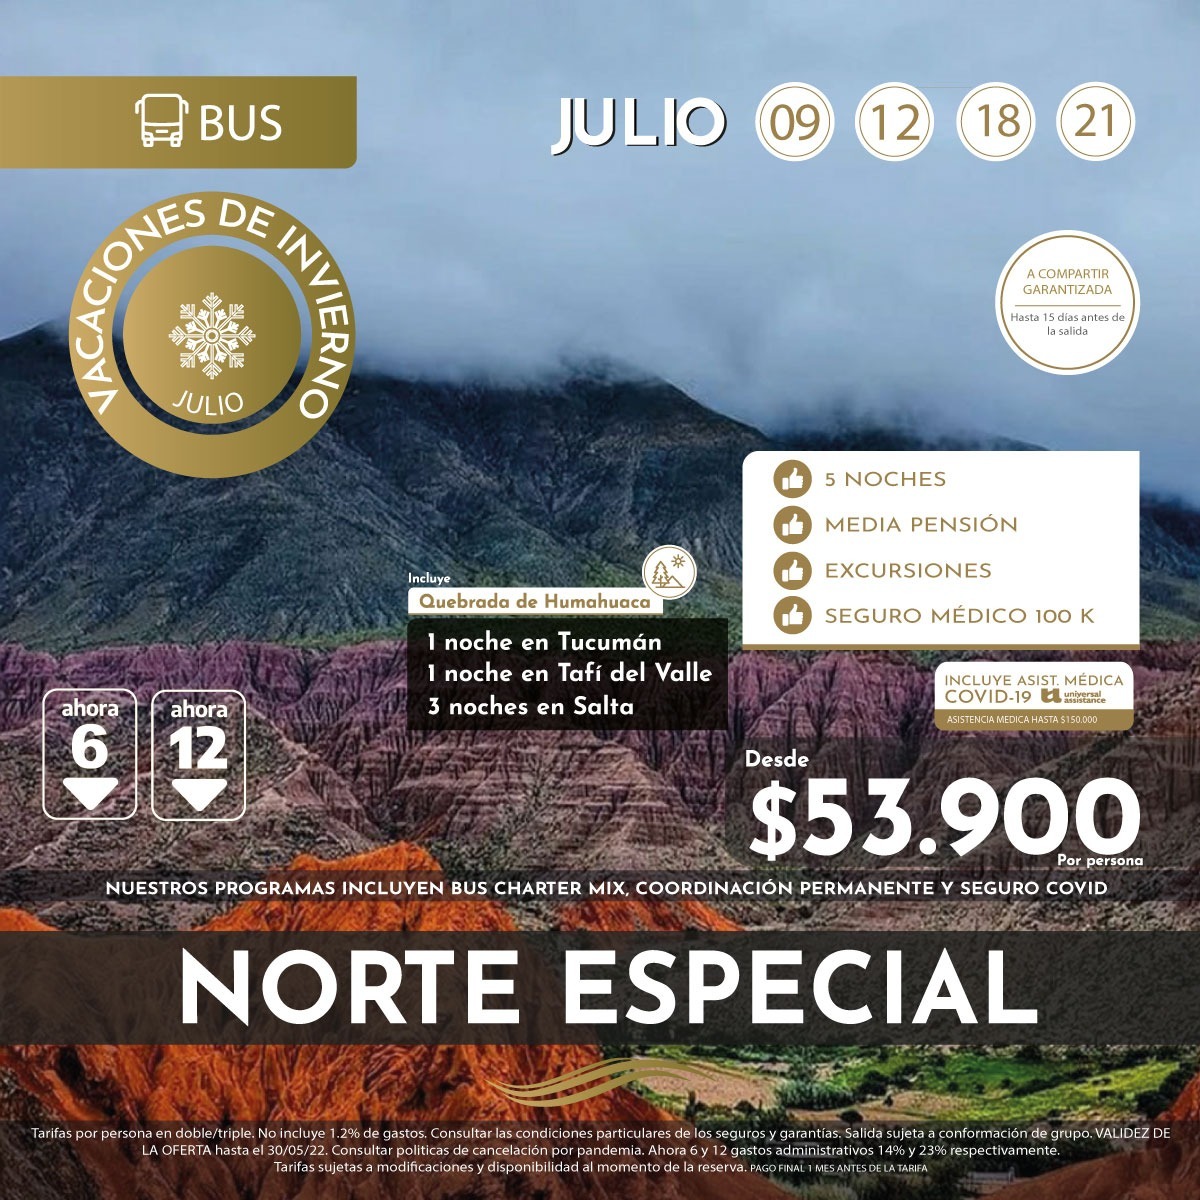 BUS
JULIO 09 12 18 21
VACACIONES DE INVIERNO
JULIO
A COMPARTIR
GARANTIZADA
Hasta 15 días antes de
la salida
5 NOCHES
MEDIA PENSIÓN
EXCURSIONES
SEGURO MÉDICO 100 K
Incluye
Quebrada de Humahuaca
1 noche en Tucumán
1 noche en Tafí del Valle
3 noches en Salta
INCLUYE ASIST. MÉDICA
COVID-19 ua universal
assistance
ASISTENCIA MEDICA HASTA $150.000
ahora
6
ahora
12
Desde
$53.900
Por persona
NUESTROS PROGRAMAS INCLUYEN BUS CHARTER MIX, COORDINACIÓN PERMANENTE Y SEGURO COVID
NORTE ESPECIAL
Tarifas por persona en doble/triple. No incluye 1.2% de gastos. Consultar las condiciones particulares de los seguros y garantías. Salida sujeta a conformación de grupo. VALIDEZ DE
LA OFERTA hasta el 30/05/22. Consultar politicas de cancelación por pandemia. Ahora 6 y 12 gastos administrativos 14% y 23% respectivamente.
Tarifas sujetas a modificaciones y disponibilidad al momento de la reserva. PAGO FINAL 1 MES ANTES DE LA TARIFA